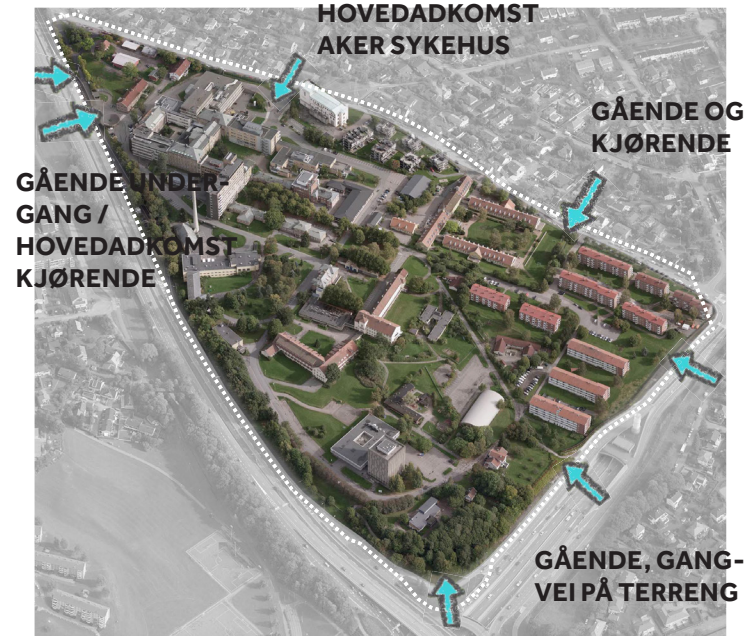 HOVEDADKOMST
AKER SYKEHUS
GÅENDE OG
KJØRENDE
GÅENDE UNDER-
GANG /
HOVEDADKOMST
KJØRENDE
GÅENDE, GANG-
VEI PÅ TERRENG